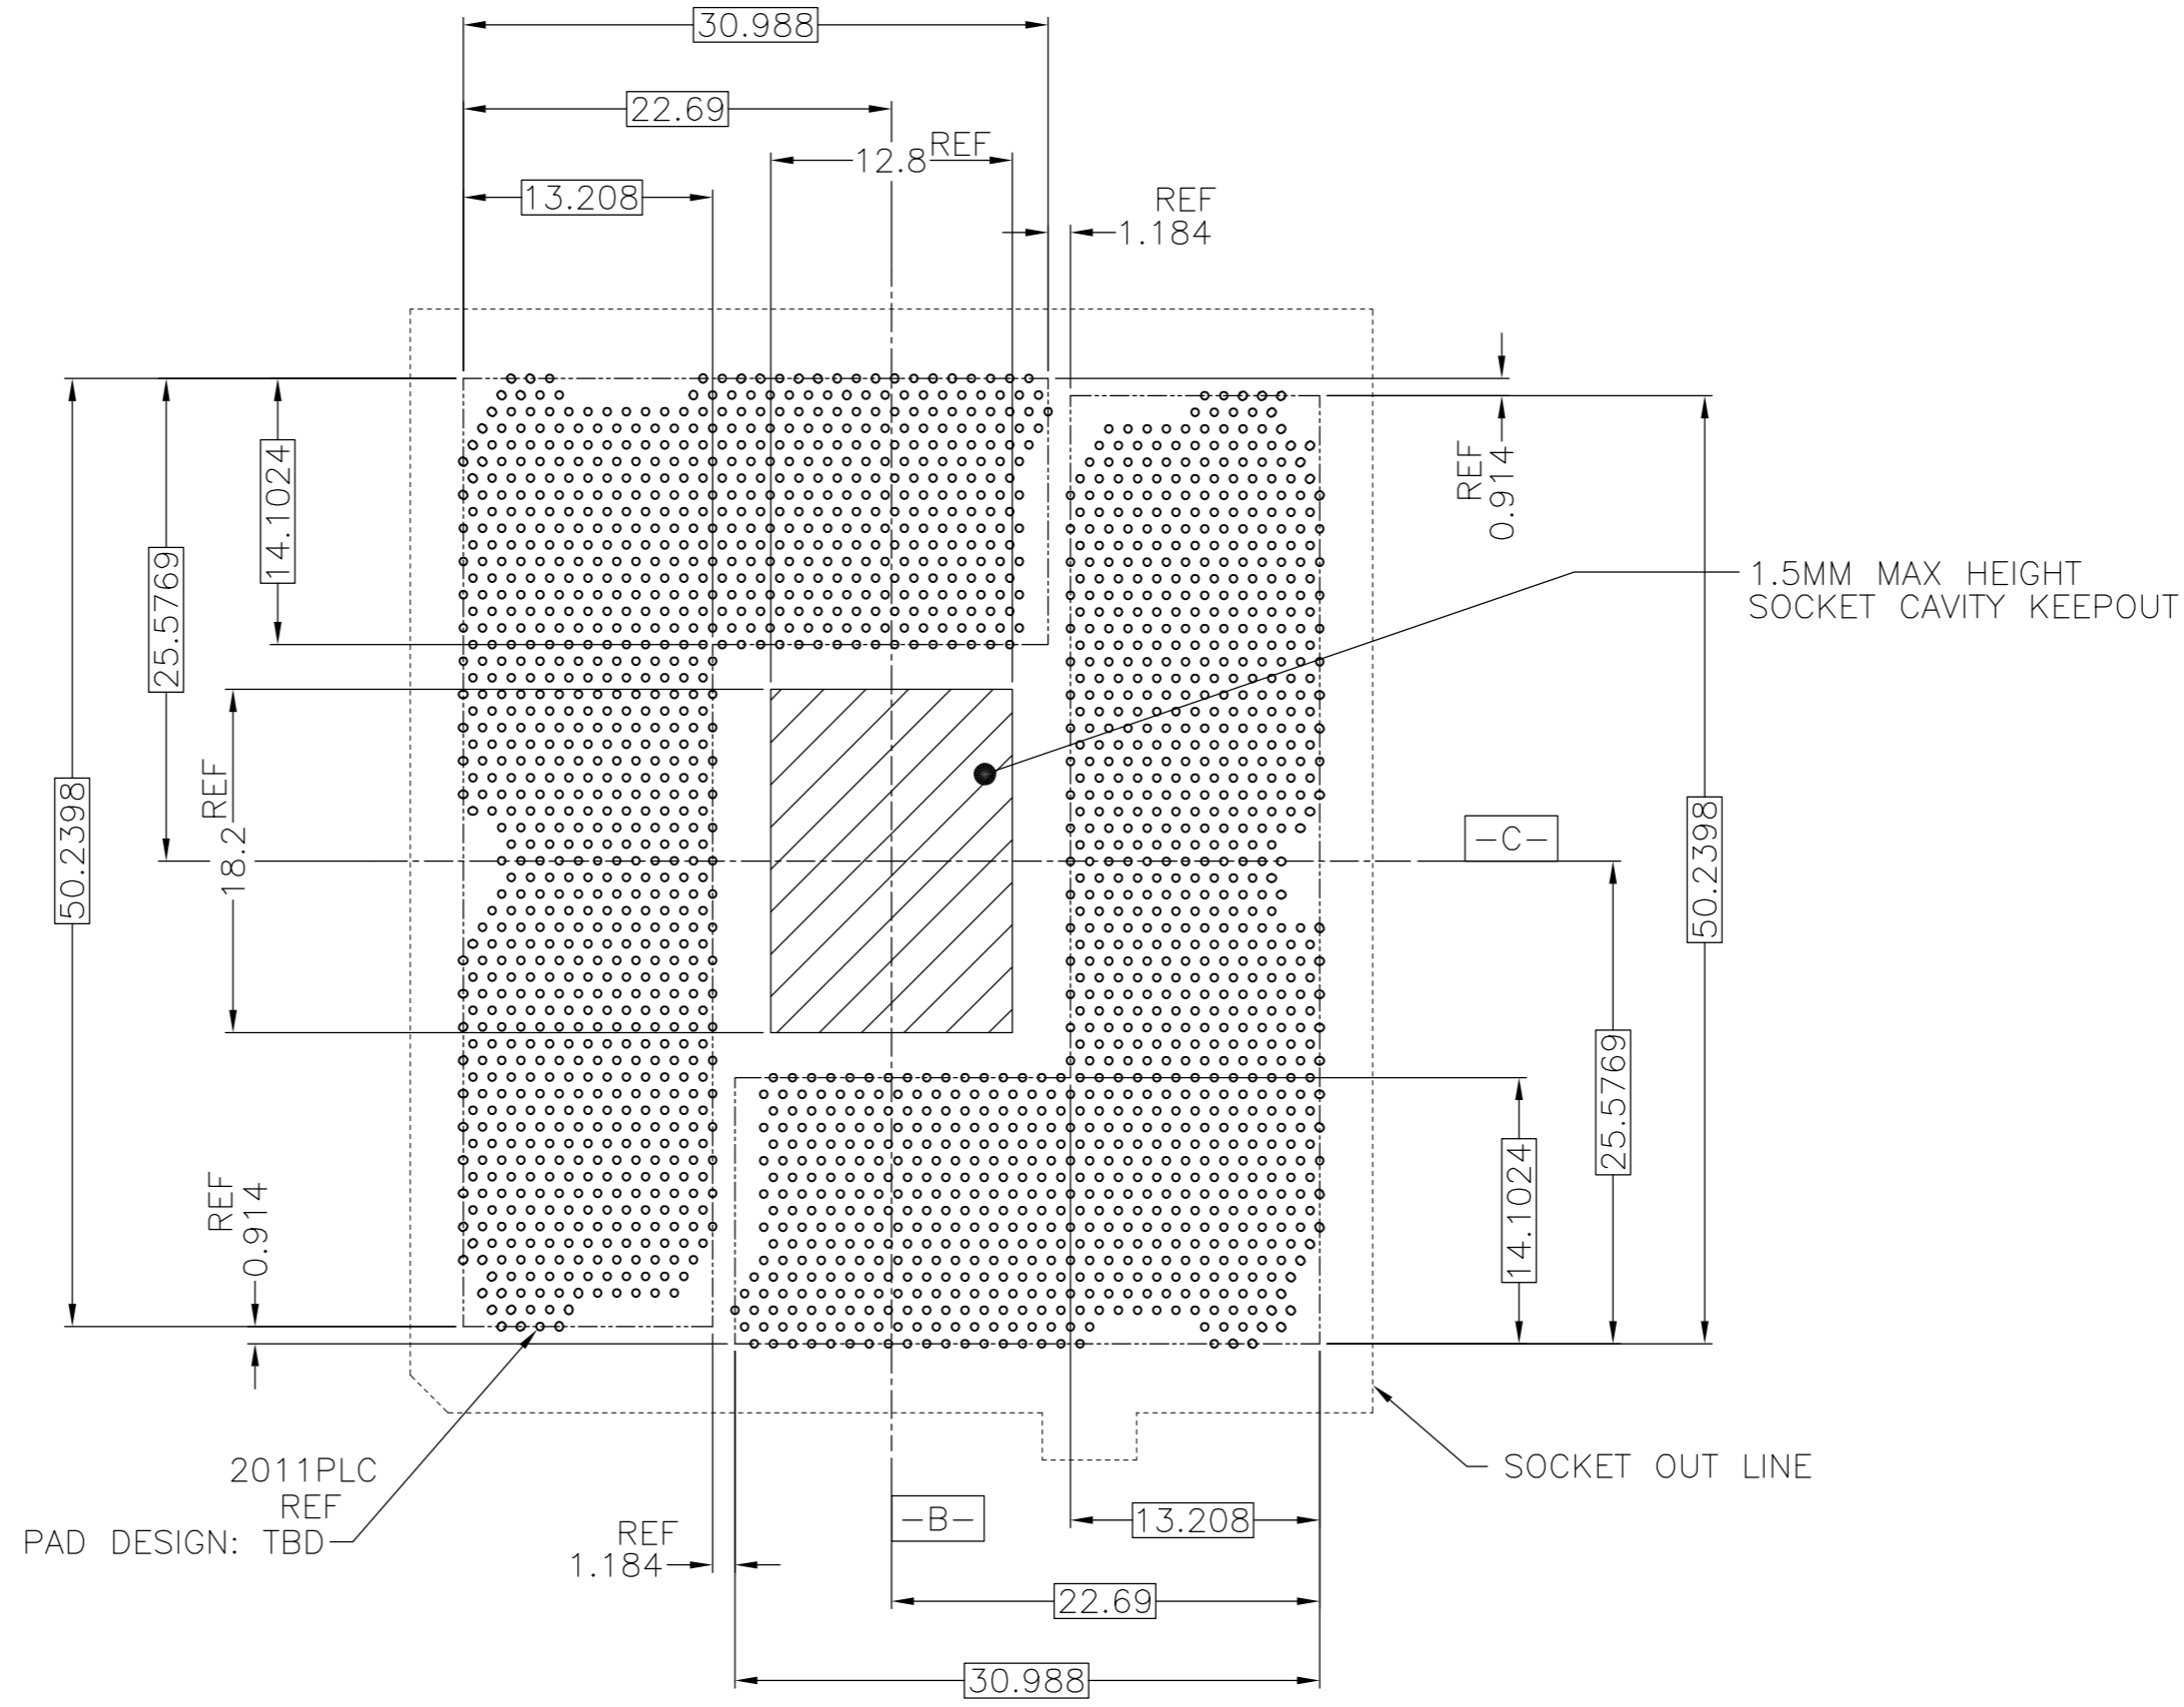 30.988
22.69
REF
12.8
13.208
REF
1.184
14.1024
25.5769
50.2398
REF
18.2
REF
0.914
REF
0.914
1.5MM MAX HEIGHT
SOCKET CAVITY KEEPOUT
-C-
50.2398
25.5769
14.1024
2011PLC
REF
PAD DESIGN: TBD
SOCKET OUT LINE
-B-
13.208
REF
1.184
22.69
30.988